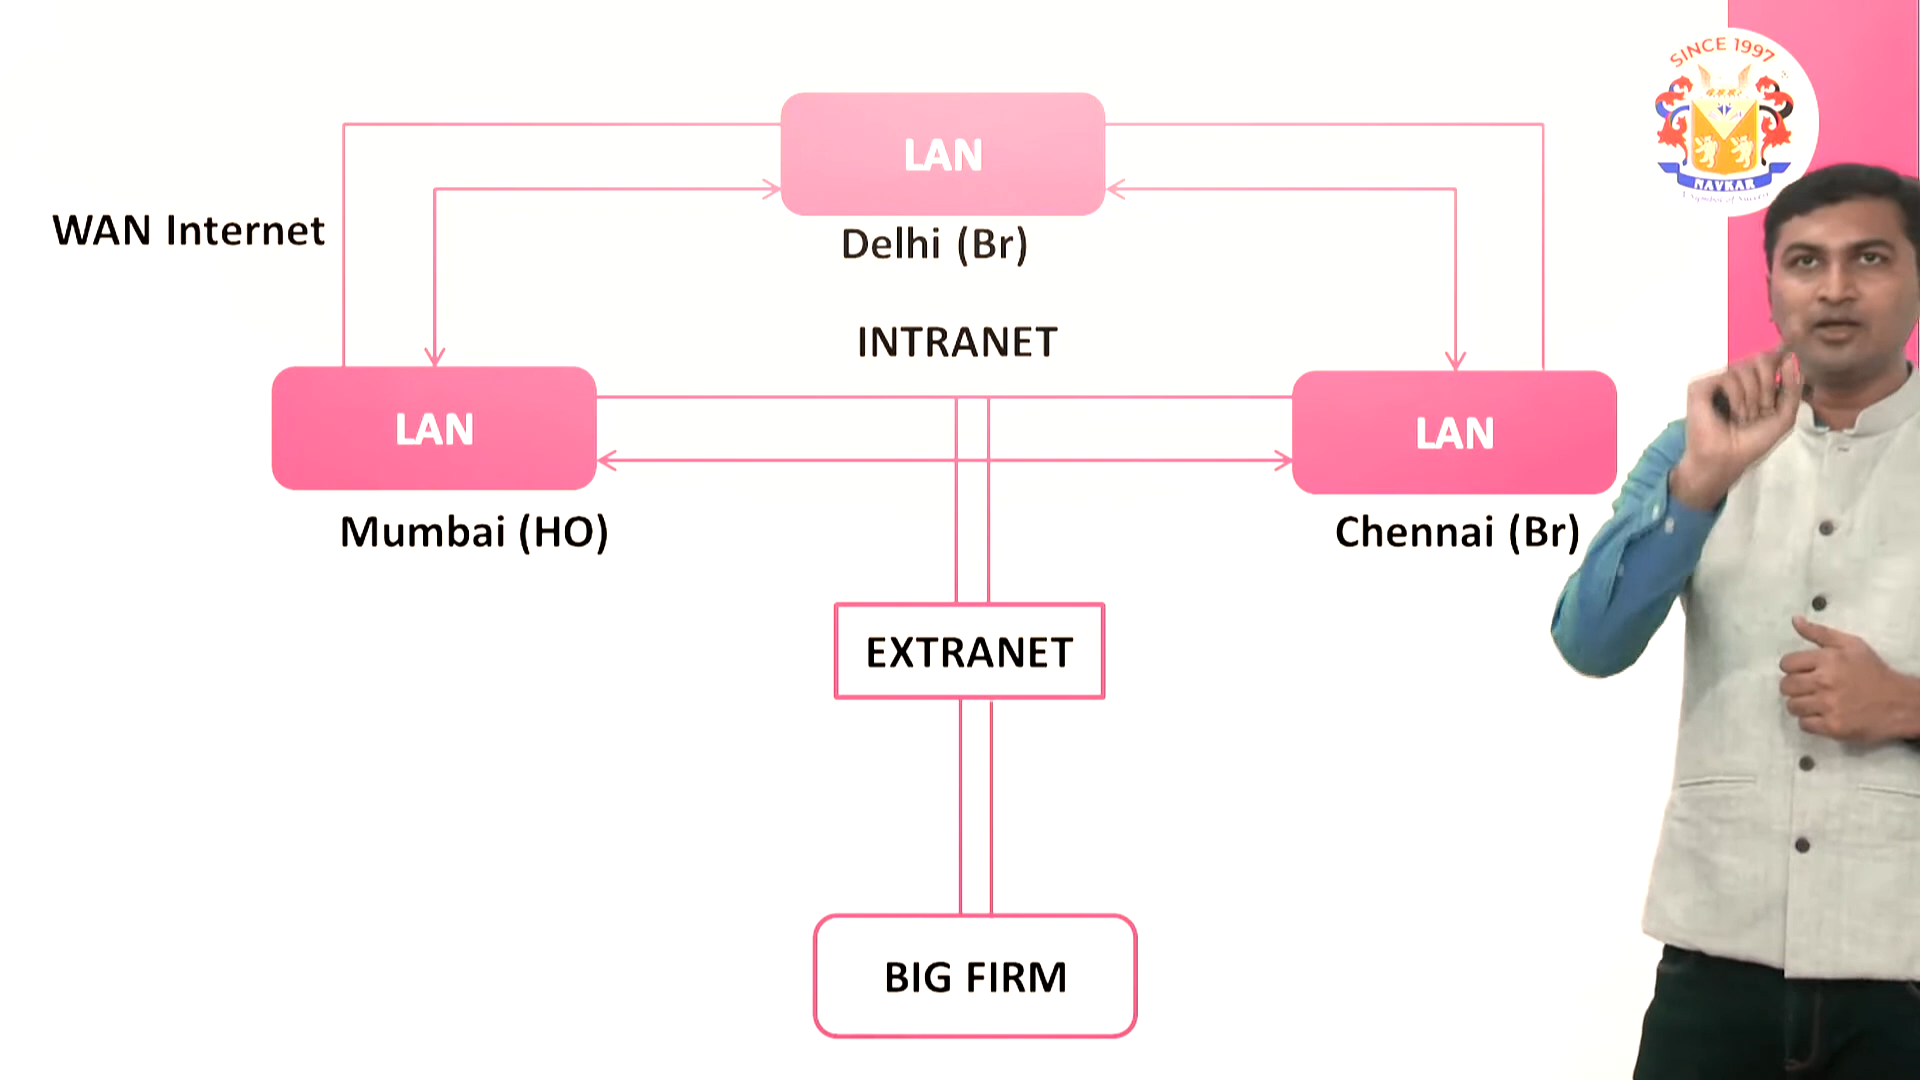 SINCE 1997
LAN
WAN Internet
Delhi (Br)
INTRANET
LAN
LAN
Mumbai (HO)
Chennai (Br)
EXTRANET
BIG FIRM
NAVKAR